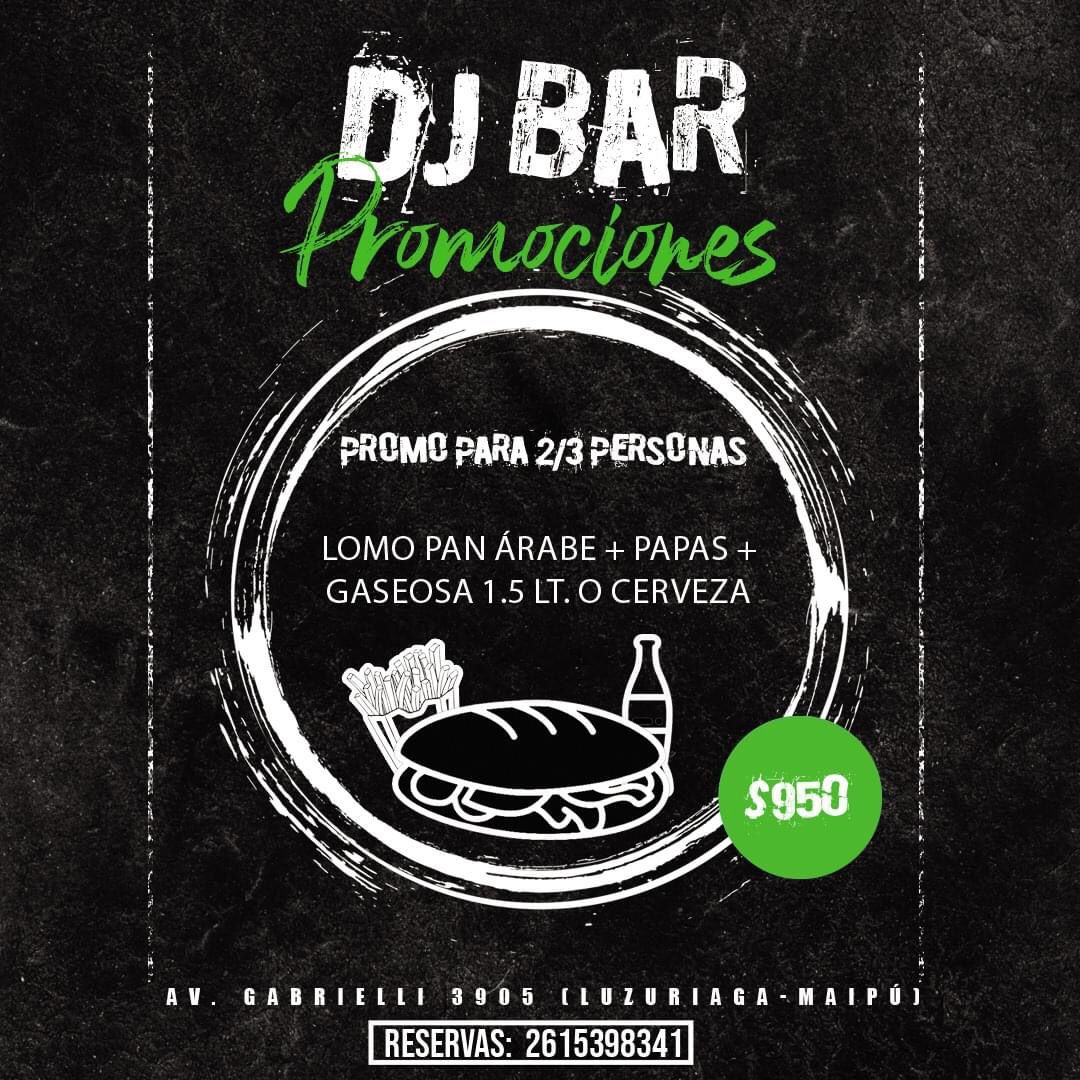 DJ BAR
Promociones
PROMO PARA 2/3 PERSONAS
LOMO PAN ÁRABE + PAPAS +
GASEOSA 1.5 LT. O CERVEZA
$950
AV. GABRIELLI 3905 (LUZURIAGA-MAIPÚ)
RESERVAS: 2615398341